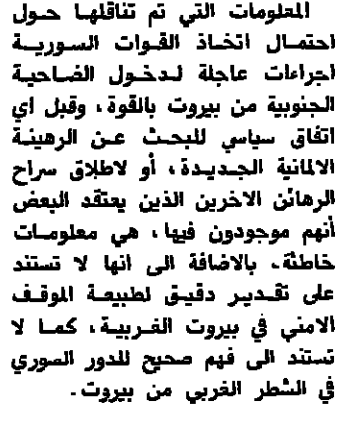 المعلومات التي تم تناقلها حول
احتمال اتخاذ القوات السورية
اجراءات عاجلة لدخول الضاحية
الجنوبية من بيروت بالقوة، وقبل اي
اتفاق سياسي للبحث عن الرهينة
الالمانية الجديدة، أو لاطلاق سراح
الرهائن الاخرين الذين يعتقد البعض
أنهم موجودون فيها، هي معلومات
خاطئة، بالاضافة الى انها لا تستند
على تقدير دقيق لطبيعة الموقف
الامني في بيروت الغربية، كما لا
تستند الى فهم صحيح للدور السوري
في الشطر الغربي من بيروت.